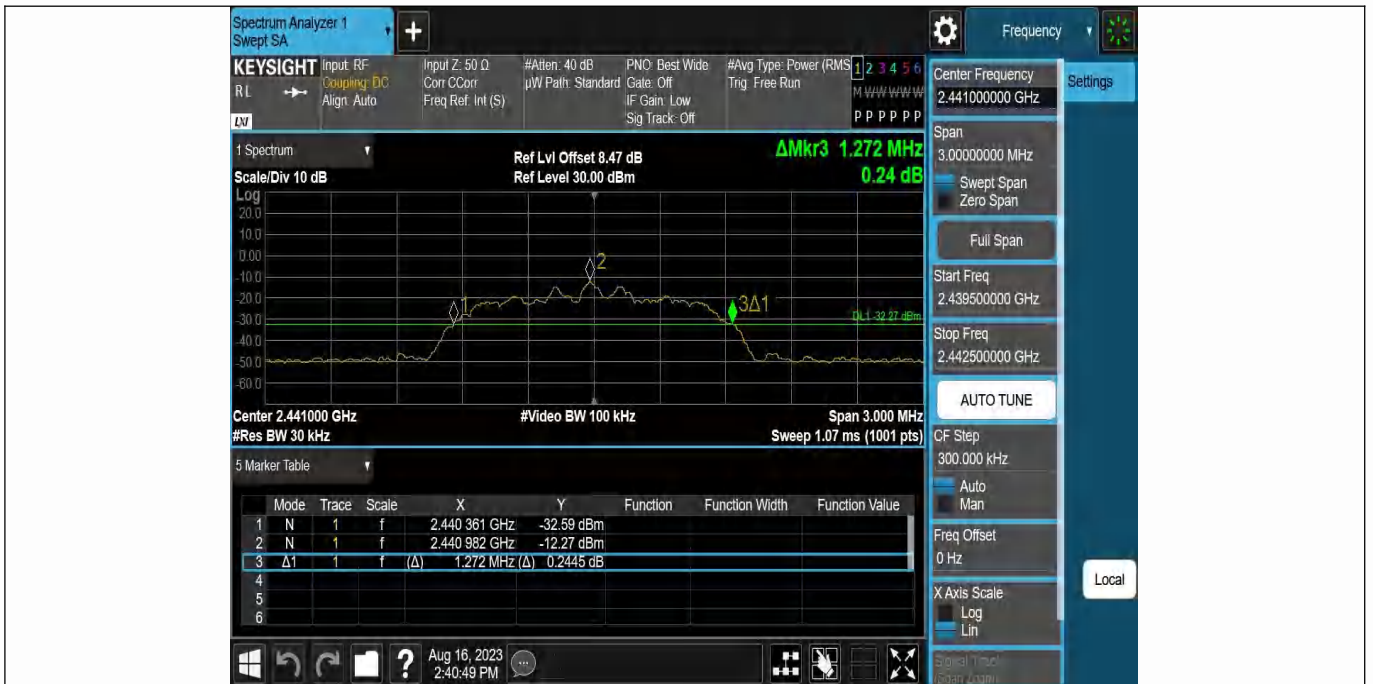 Spectrum Analyzer 1
Swept SA
+
Frequency
KEYSIGHT
RL
LXI
Input: RF
Coupling: DC
Align: Auto
Input Z: 50 Ω
Corr CCorr
Freq Ref: Int (S)
#Atten: 40 dB
µW Path: Standard
PNO: Best Wide
Gate: Off
IF Gain: Low
Sig Track: Off
#Avg Type: Power (RMS
Trig: Free Run
1 2 3 4 5 6
M W W W W W
P P P P P P
1 Spectrum
Scale/Div 10 dB
Ref Lvl Offset 8.47 dB
Ref Level 30.00 dBm
ΔMkr3 1.272 MHz
0.24 dB
Log
20.0
10.0
0.00
-10.0
-20.0
-30.0
-40.0
-50.0
-60.0
1
2
3Δ1
DL1 -32.27 dBm
Center 2.441000 GHz
#Video BW 100 kHz
Span 3.000 MHz
#Res BW 30 kHz
Sweep 1.07 ms (1001 pts)
5 Marker Table
Mode Trace Scale X Y Function Function Width Function Value
1 N 1 f 2.440 361 GHz -32.59 dBm
2 N 1 f 2.440 982 GHz -12.27 dBm
3 Δ1 1 f (Δ) 1.272 MHz (Δ) 0.2445 dB
4
5
6
?
Aug 16, 2023
2:40:49 PM
Center Frequency
2.441000000 GHz
Settings
Span
3.00000000 MHz
Swept Span
Zero Span
Full Span
Start Freq
2.439500000 GHz
Stop Freq
2.442500000 GHz
AUTO TUNE
CF Step
300.000 kHz
Auto
Man
Freq Offset
0 Hz
X Axis Scale
Log
Lin
Local
Signal Track
(Span Zoom)